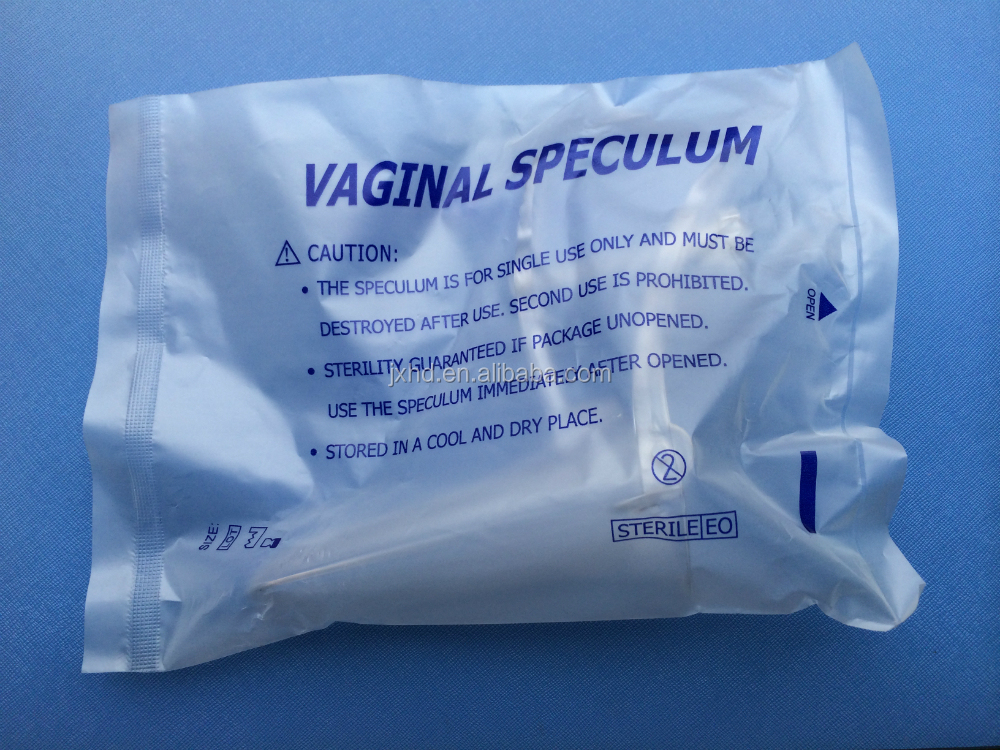 VAGINAL SPECULUM
⚠ CAUTION:
• THE SPECULUM IS FOR SINGLE USE ONLY AND MUST BE
DESTROYED AFTER USE. SECOND USE IS PROHIBITED.
• STERILITY GUARANTEED IF PACKAGE UNOPENED.
jxhd.en.alibaba.com
USE THE SPECULUM IMMEDIATELY AFTER OPENED.
• STORED IN A COOL AND DRY PLACE.
OPEN
2
STERILE EO
SIZE:
LOT